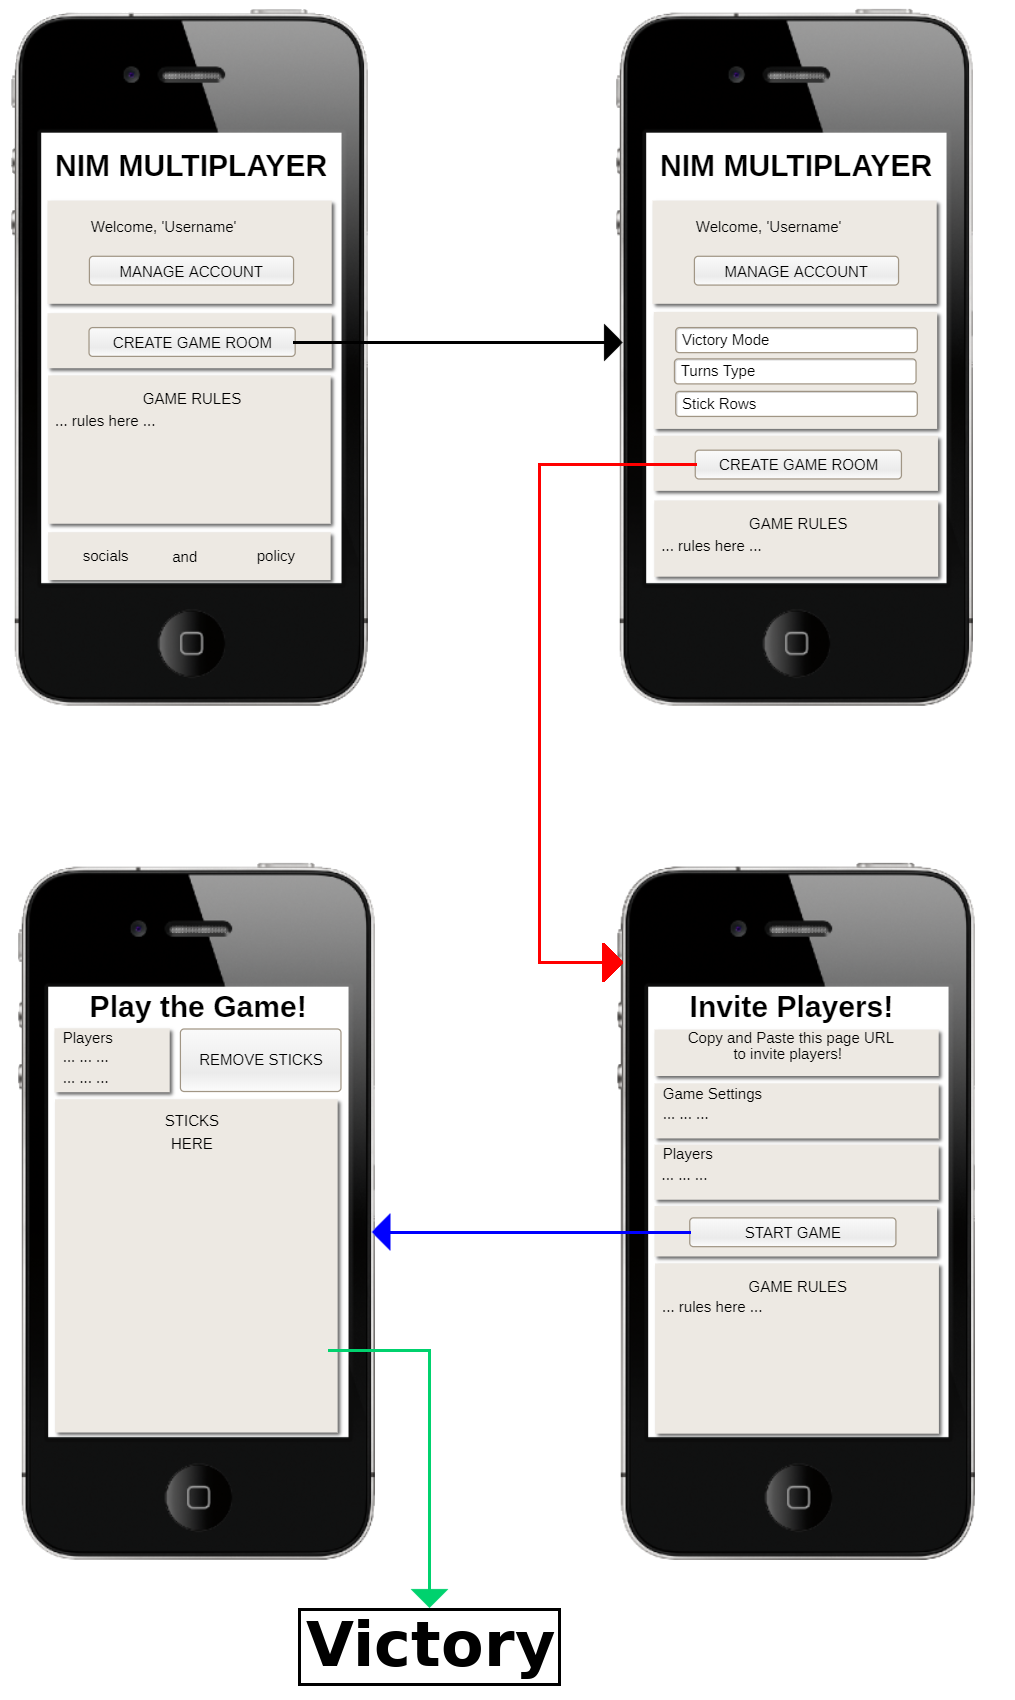 NIM MULTIPLAYER
Welcome, 'Username'
MANAGE ACCOUNT
CREATE GAME ROOM
GAME RULES
... rules here ...
socials and policy
NIM MULTIPLAYER
Welcome, 'Username'
MANAGE ACCOUNT
Victory Mode
Turns Type
Stick Rows
CREATE GAME ROOM
GAME RULES
... rules here ...
Play the Game!
Players
... ... ...
... ... ...
REMOVE STICKS
STICKS
HERE
Invite Players!
Copy and Paste this page URL
to invite players!
Game Settings
... ... ...
Players
... ... ...
START GAME
GAME RULES
... rules here ...
Victory